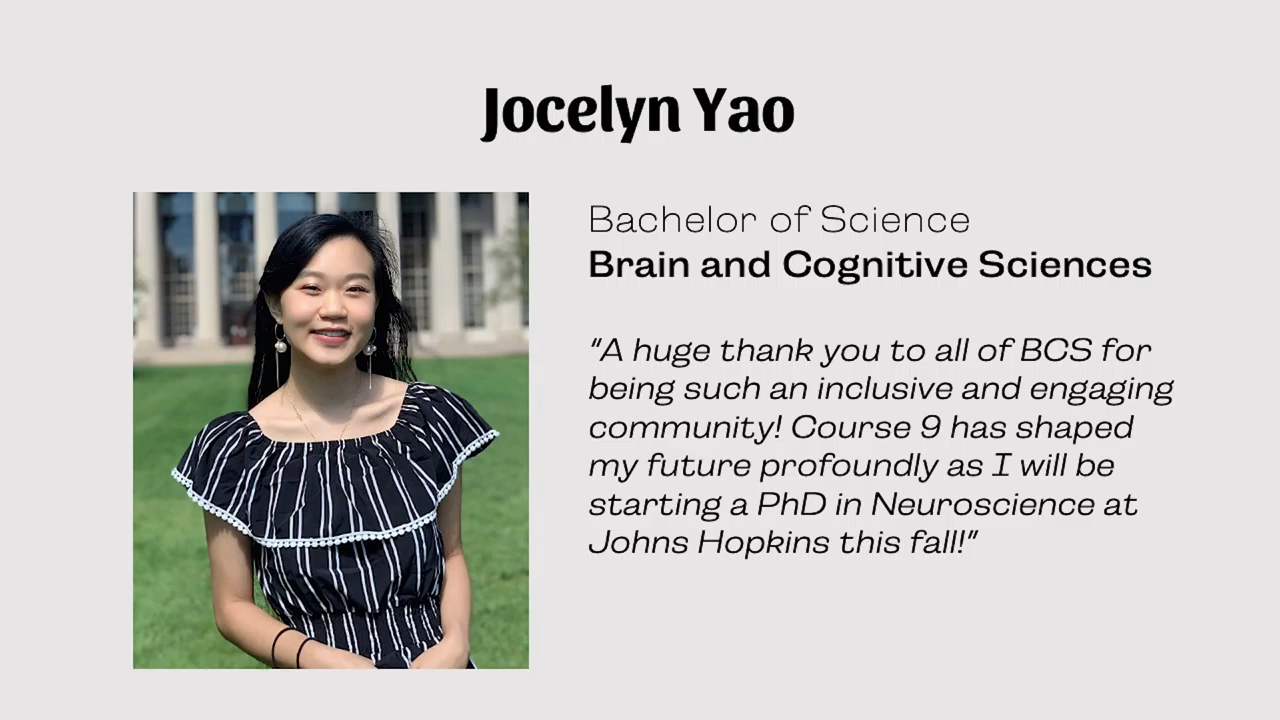 Jocelyn Yao
Bachelor of Science
Brain and Cognitive Sciences
“A huge thank you to all of BCS for
being such an inclusive and engaging
community! Course 9 has shaped
my future profoundly as I will be
starting a PhD in Neuroscience at
Johns Hopkins this fall!”